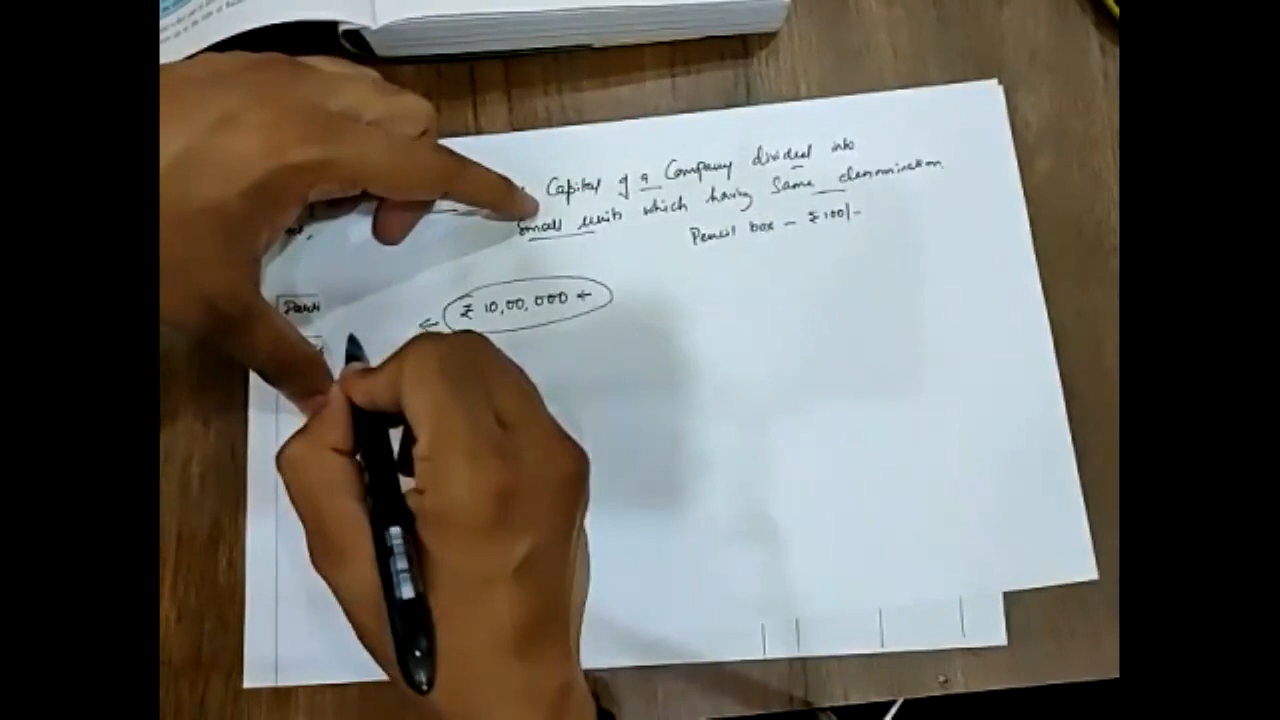 Capital of a Company divided into
Small units which having Same denomination
Pencil box - ₹100/-
₹ 10,00,000 ←
←